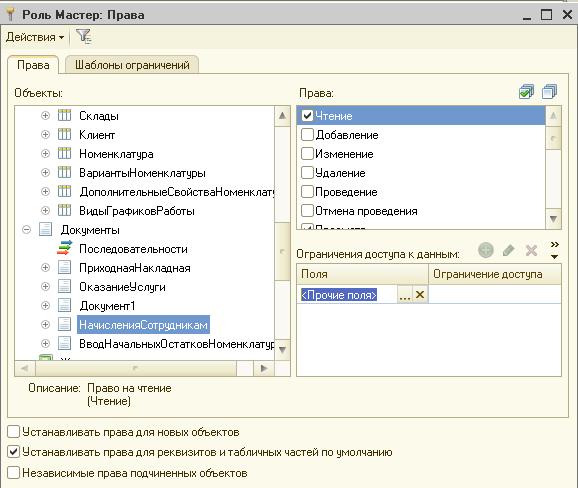 Роль Мастер: Права
Действия
Права
Шаблоны ограничений
Объекты:
Склады
Клиент
Номенклатура
ВариантыНоменклатуры
ДополнительныеСвойстваНоменклату
ВидыГрафиковРаботы
Документы
Последовательности
ПриходнаяНакладная
ОказаниеУслуги
Документ1
НачисленияСотрудникам
ВводНачальныхОстатковНоменклатур
Права:
Чтение
Добавление
Изменение
Удаление
Проведение
Отмена проведения
Просмотр
Ограничения доступа к данным:
Поля
Ограничение доступа
<Прочие поля>
Описание: Право на чтение
(Чтение)
Устанавливать права для новых объектов
Устанавливать права для реквизитов и табличных частей по умолчанию
Независимые права подчиненных объектов